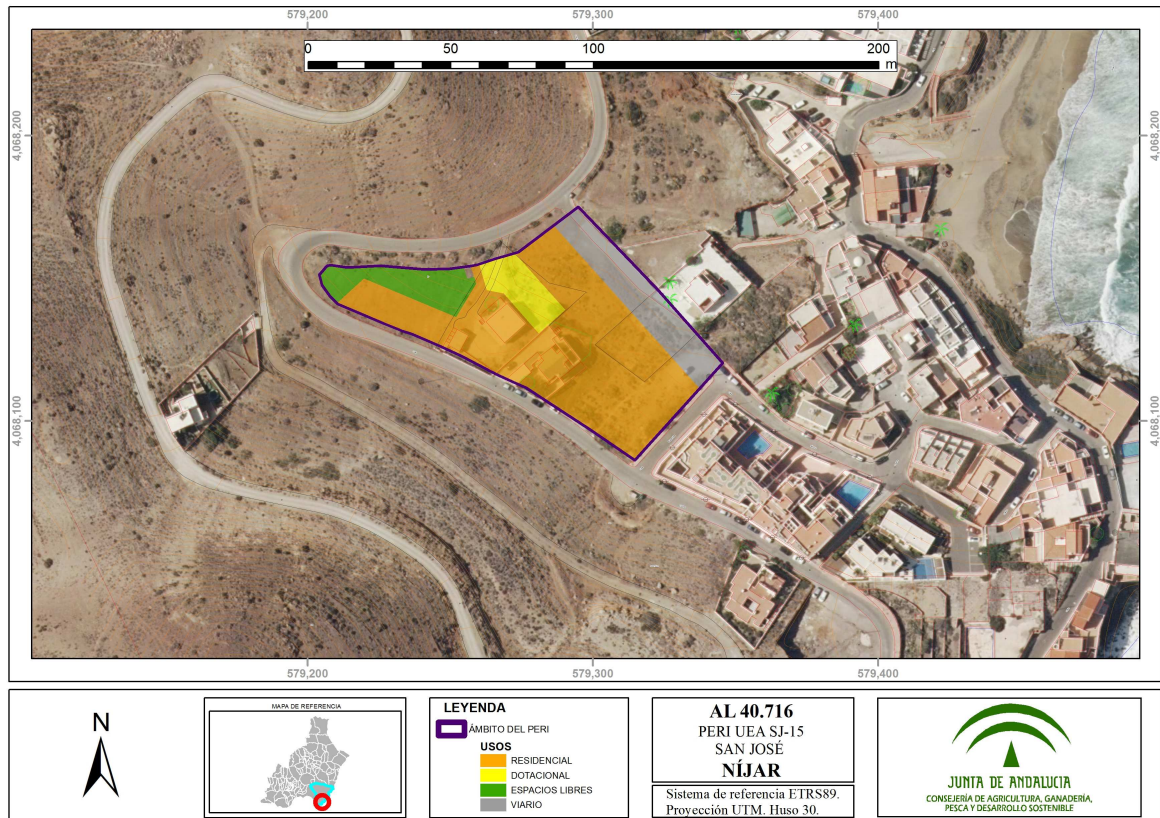 579,200 579,300 579,400
0 50 100 200
m
4,068,200 4,068,200
4,068,100 4,068,100
579,200 579,300 579,400
N
MAPA DE REFERENCIA
LEYENDA
ÁMBITO DEL PERI
USOS
RESIDENCIAL
DOTACIONAL
ESPACIOS LIBRES
VIARIO
AL 40.716
PERI UEA SJ-15
SAN JOSÉ
NÍJAR
Sistema de referencia ETRS89.
Proyección UTM. Huso 30.
JUNTA DE ANDALUCIA
CONSEJERÍA DE AGRICULTURA, GANADERÍA,
PESCA Y DESARROLLO SOSTENIBLE